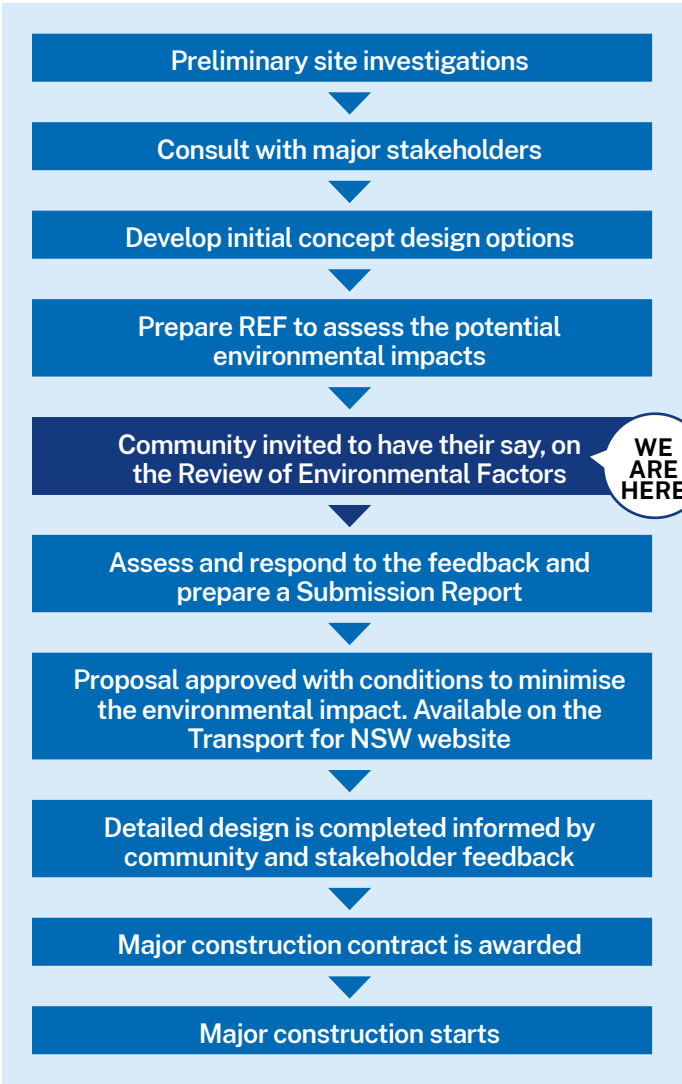 Preliminary site investigations
Consult with major stakeholders
Develop initial concept design options
Prepare REF to assess the potential
environmental impacts
Community invited to have their say, on
the Review of Environmental Factors
WE
ARE
HERE
Assess and respond to the feedback and
prepare a Submission Report
Proposal approved with conditions to minimise
the environmental impact. Available on the
Transport for NSW website
Detailed design is completed informed by
community and stakeholder feedback
Major construction contract is awarded
Major construction starts